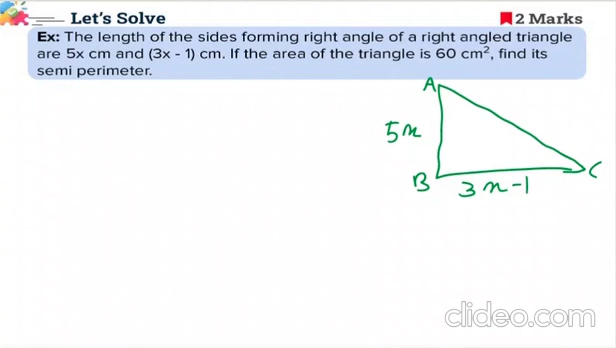 Let's Solve
2 Marks
Ex: The length of the sides forming right angle of a right angled triangle
are 5x cm and (3x - 1) cm. If the area of the triangle is 60 cm², find its
semi perimeter.
A
5x
B
3x-1
C
clideo.com